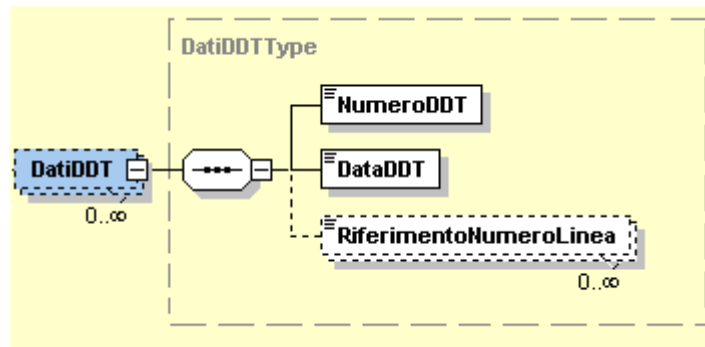 DatiDDTType
NumeroDDT
DatiDDT
DataDDT
0..∞
RiferimentoNumeroLinea
0..∞